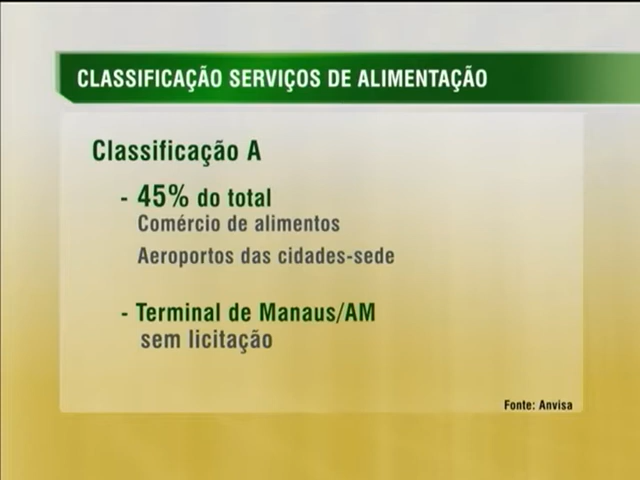 CLASSIFICAÇÃO SERVIÇOS DE ALIMENTAÇÃO
Classificação A
- 45% do total
Comércio de alimentos
Aeroportos das cidades-sede
- Terminal de Manaus/AM
sem licitação
Fonte: Anvisa